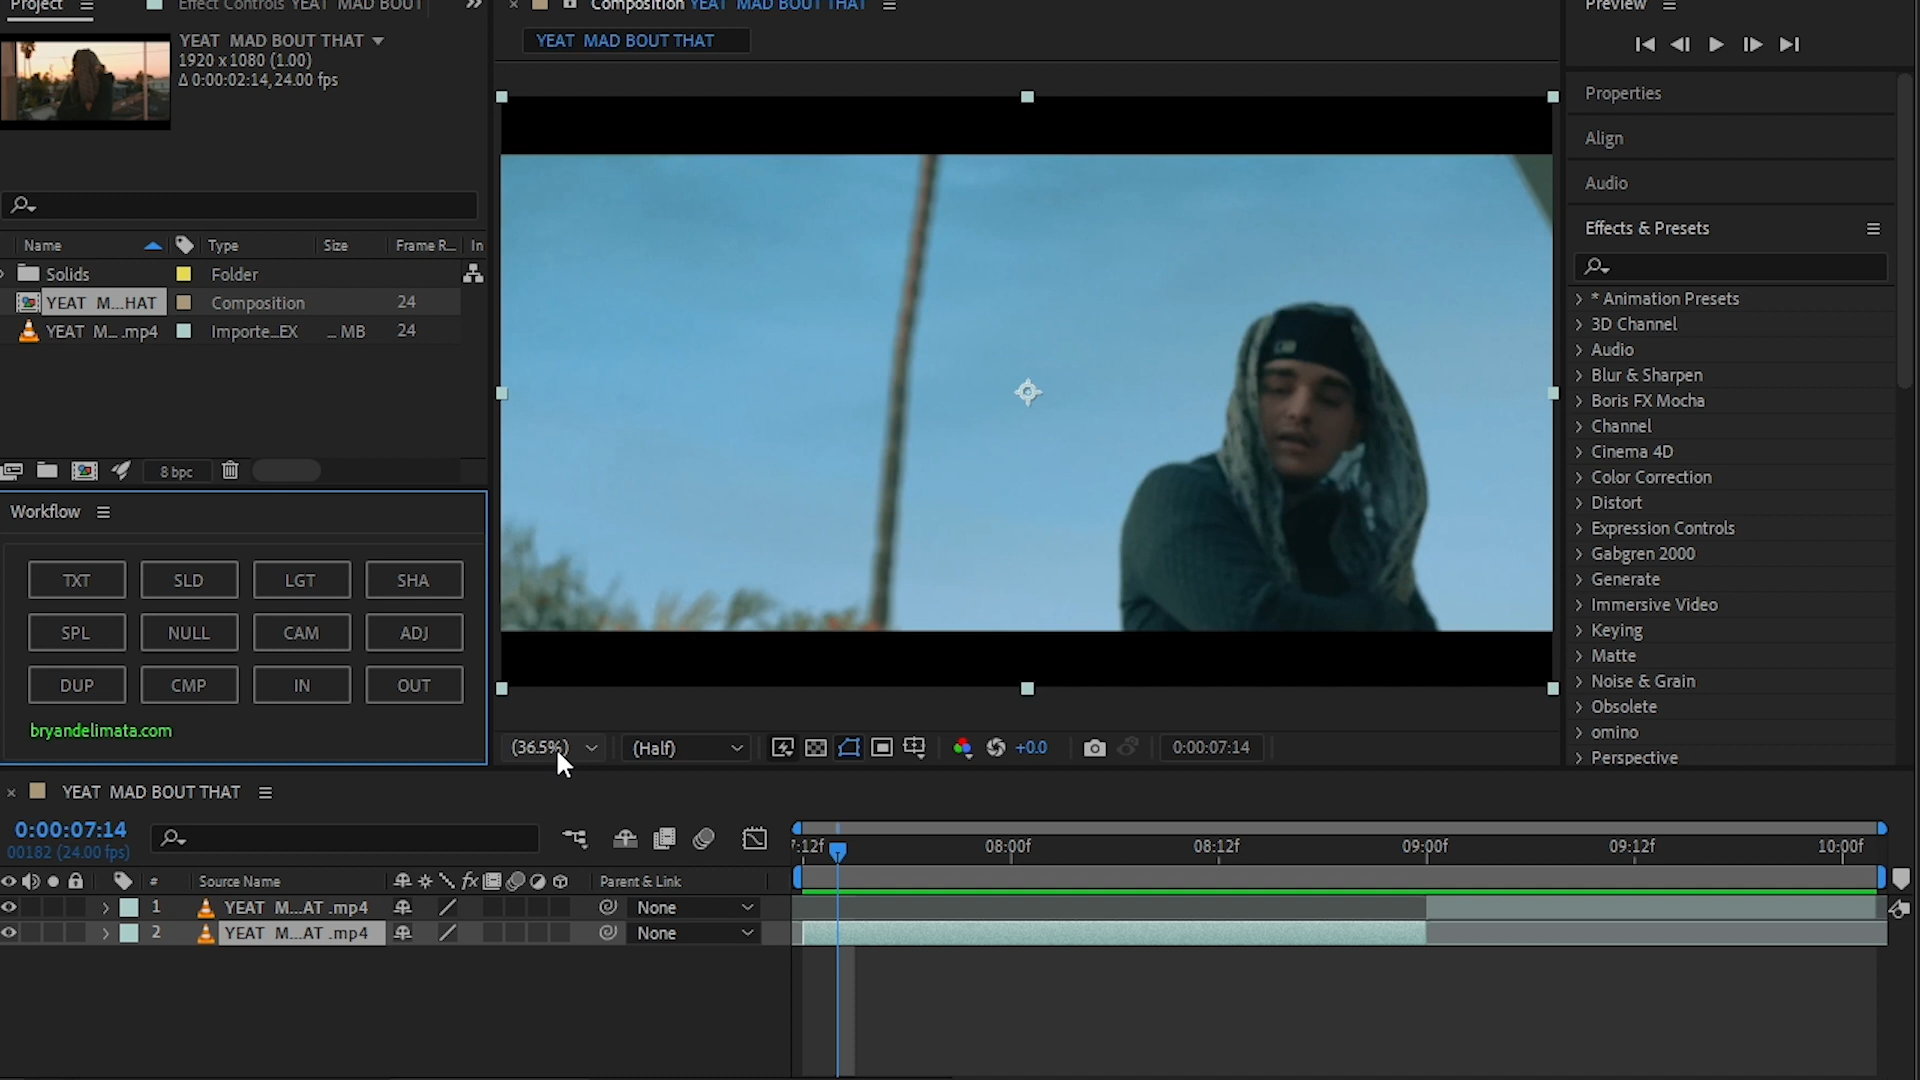 Project
Effect Controls YEAT MAD BOUT
Composition YEAT MAD BOUT THAT
Preview
YEAT MAD BOUT THAT
1920 x 1080 (1.00)
Δ 0:00:02:14, 24.00 fps
YEAT MAD BOUT THAT
Name Type Size Frame R... In
Solids Folder
YEAT M...HAT Composition 24
YEAT M... .mp4 Importe...EX ... MB 24
8 bpc
Workflow
TXT SLD LGT SHA
SPL NULL CAM ADJ
DUP CMP IN OUT
bryandelimata.com
(36.5%) (Half) +0.0 0:00:07:14
Properties
Align
Audio
Effects & Presets
* Animation Presets
3D Channel
Audio
Blur & Sharpen
Boris FX Mocha
Channel
Cinema 4D
Color Correction
Distort
Expression Controls
Gabgren 2000
Generate
Immersive Video
Keying
Matte
Noise & Grain
Obsolete
omino
Perspective
YEAT MAD BOUT THAT
0:00:07:14
00182 (24.00 fps)
:12f 08:00f 08:12f 09:00f 09:12f 10:00f
# Source Name fx Parent & Link
1 YEAT M...AT .mp4 None
2 YEAT M...AT .mp4 None